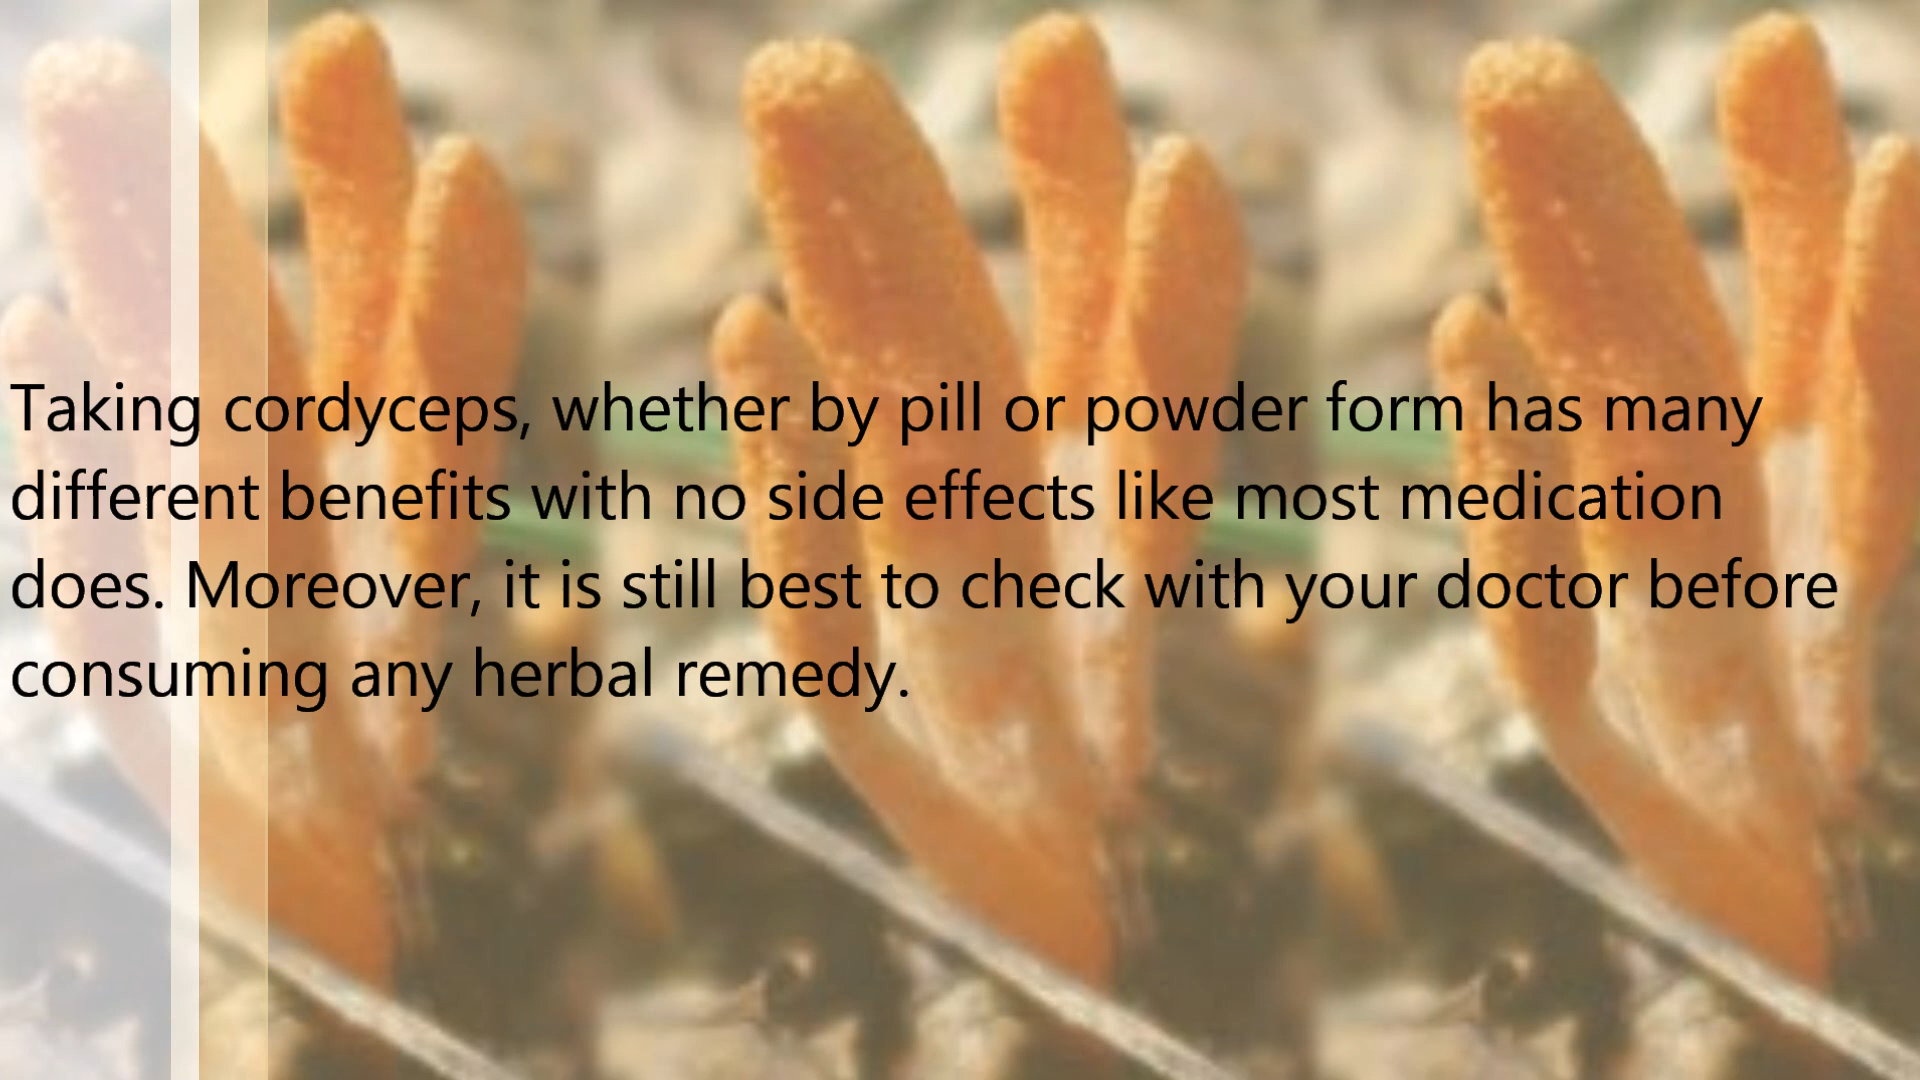 Taking cordyceps, whether by pill or powder form has many
different benefits with no side effects like most medication
does. Moreover, it is still best to check with your doctor before
consuming any herbal remedy.